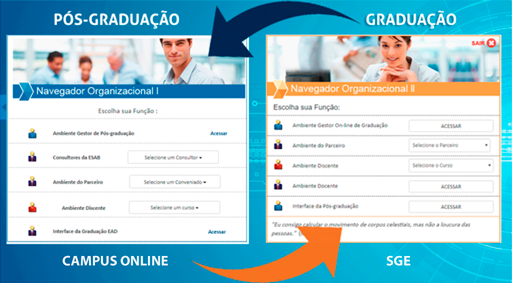 PÓS-GRADUAÇÃO
GRADUAÇÃO
Navegador Organizacional I
Escolha sua Função :
Ambiente Gestor de Pós-graduação
Acessar
Consultores da ESAB
Selecione um Consultor
Ambiente do Parceiro
Selecione um Conveniado
Ambiente Discente
Selecione um curso
Interface da Graduação EAD
Acessar
SAIR
Navegador Organizacional II
Escolha sua Função:
Ambiente Gestor On-line de Graduação
ACESSAR
Ambiente do Parceiro
Selecione o Parceiro
Ambiente Discente
Selecione o Curso
Ambiente Docente
ACESSAR
Interface da Pós-graduação
ACESSAR
"Eu consigo calcular o movimento de corpos celestiais, mas não a loucura das
pessoas."
CAMPUS ONLINE
SGE